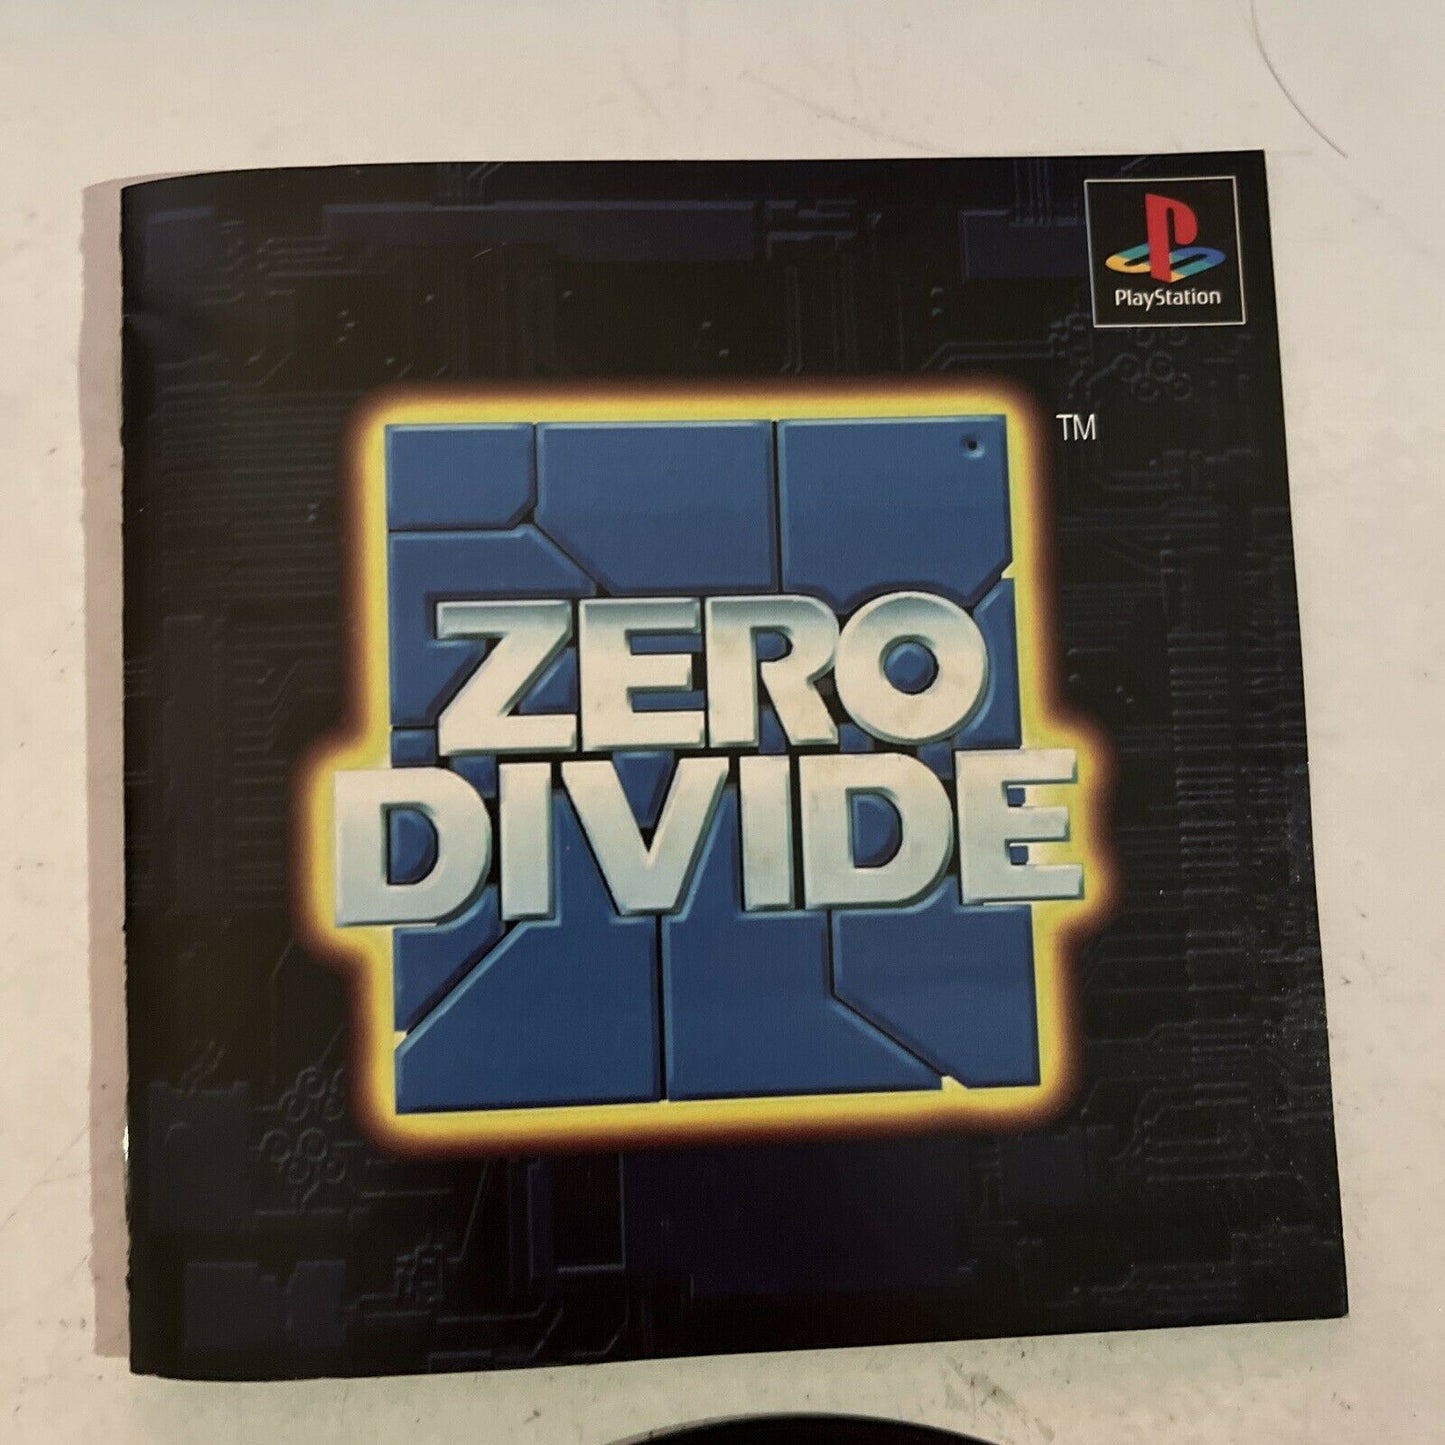 PlayStation
TM
ZERO
DIVIDE